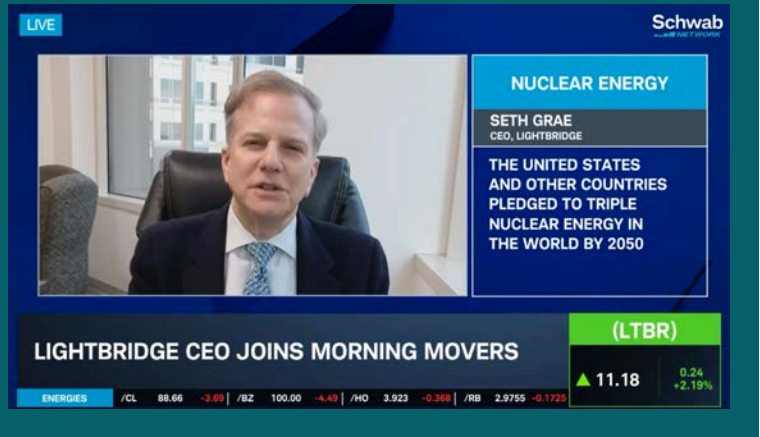 LIVE
Schwab
NETWORK
NUCLEAR ENERGY
SETH GRAE
CEO, LIGHTBRIDGE
THE UNITED STATES
AND OTHER COUNTRIES
PLEDGED TO TRIPLE
NUCLEAR ENERGY IN
THE WORLD BY 2050
LIGHTBRIDGE CEO JOINS MORNING MOVERS
(LTBR)
▲ 11.18
0.24
+2.19%
ENERGIES /CL 88.66 -3.69 /BZ 100.00 -4.49 /HO 3.923 -0.368 /RB 2.9755 -0.1725